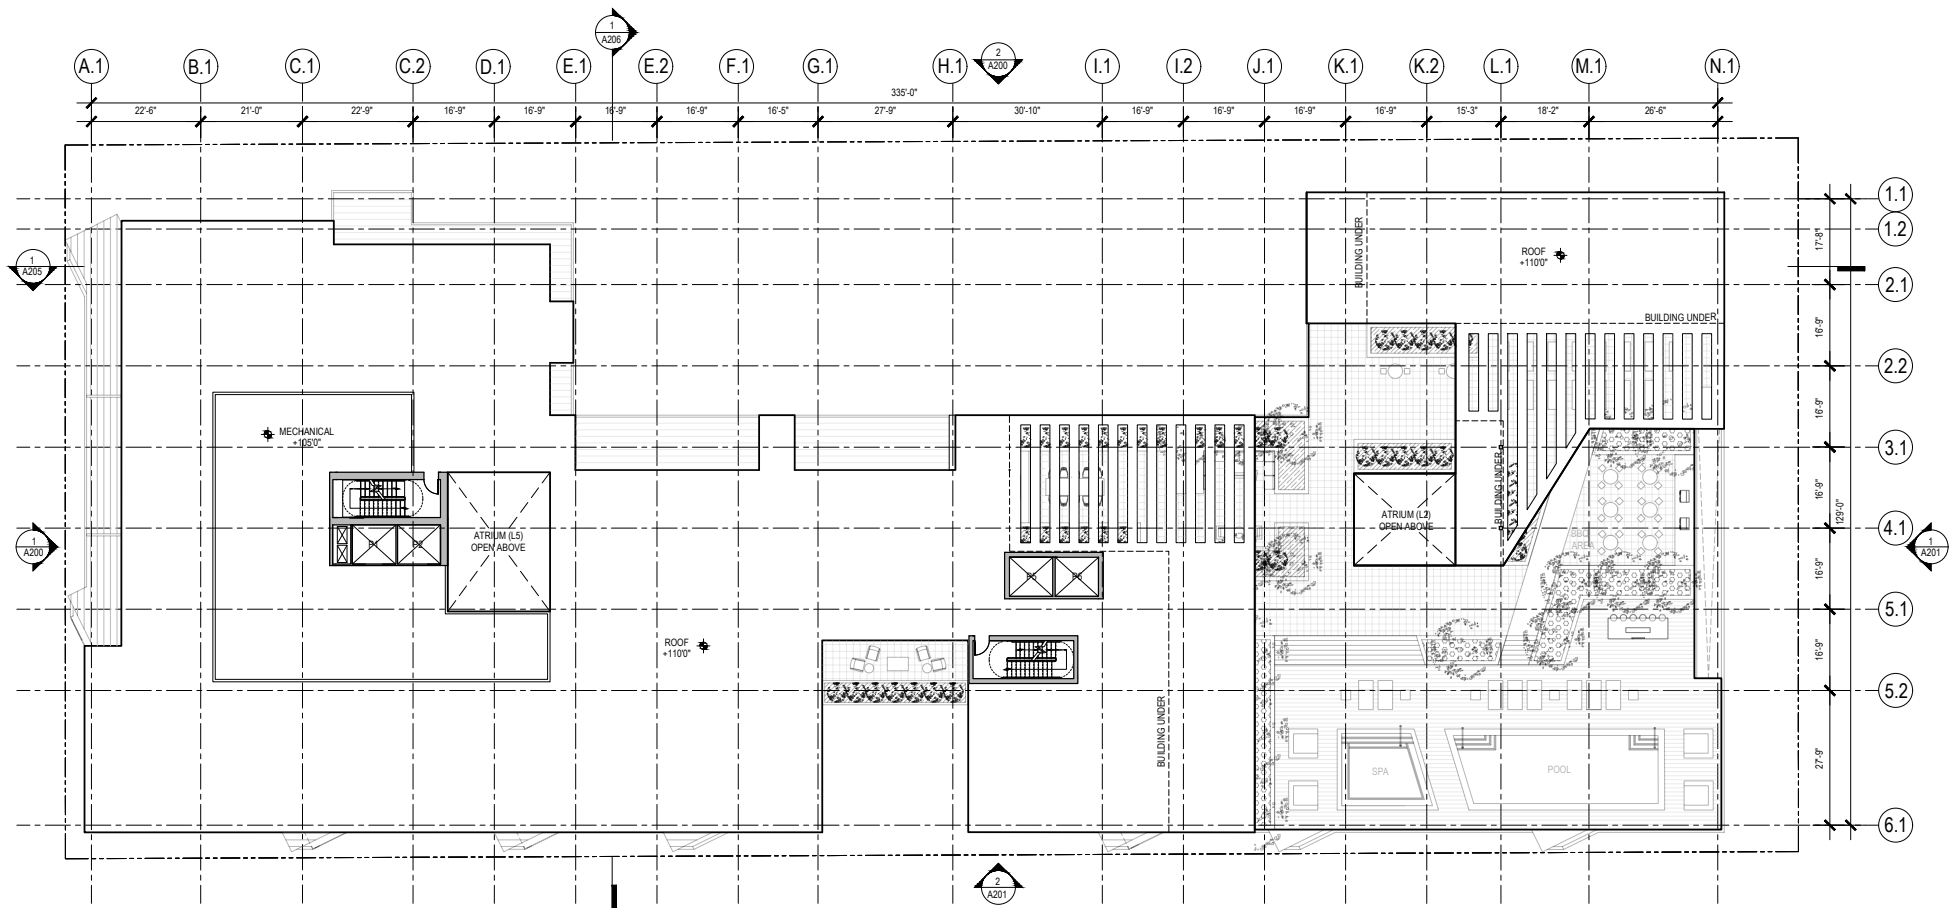 1
A206
2
A200
A.1
B.1
C.1
C.2
D.1
E.1
E.2
F.1
G.1
H.1
I.1
I.2
J.1
K.1
K.2
L.1
M.1
N.1
335'-0"
22'-6"
21'-0"
22'-9"
16'-9"
16'-9"
16'-9"
16'-9"
16'-5"
27'-9"
30'-10"
16'-9"
16'-9"
16'-9"
16'-9"
15'-3"
18'-2"
26'-6"
1.1
1.2
2.1
2.2
3.1
4.1
5.1
5.2
6.1
17'-8"
16'-9"
16'-9"
16'-9"
16'-9"
16'-9"
27'-9"
129'-0"
1
A205
1
A200
1
A201
2
A201
BUILDING UNDER
ROOF
+110'0"
BUILDING UNDER
MECHANICAL
+105'0"
ATRIUM (L5)
OPEN ABOVE
BUILDING UNDER
ATRIUM (L2)
OPEN ABOVE
BBQ
AREA
ROOF
+110'0"
BUILDING UNDER
SPA
POOL